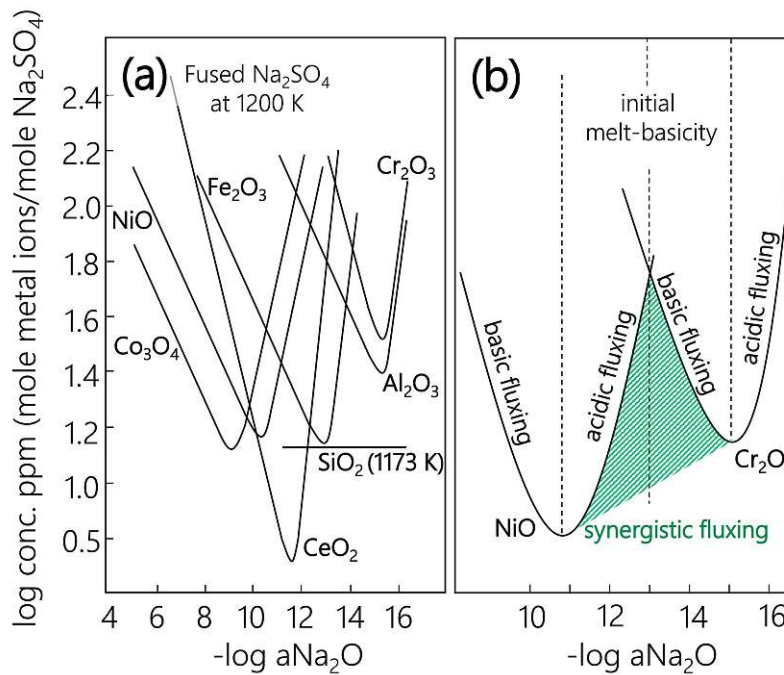 log conc. ppm (mole metal ions/mole Na₂SO₄)
2.4
2.2
2.0
1.8
1.6
1.4
1.2
1.0
0.5
(a)
Fused Na₂SO₄
at 1200 K
Cr₂O₃
Fe₂O₃
NiO
Co₃O₄
Al₂O₃
SiO₂ (1173 K)
CeO₂
4 6 8 10 12 14 16
-log aNa₂O
(b)
initial
melt-basicity
basic fluxing
acidic fluxing
basic fluxing
acidic fluxing
NiO
Cr₂O
synergistic fluxing
10 12 14 16
-log aNa₂O